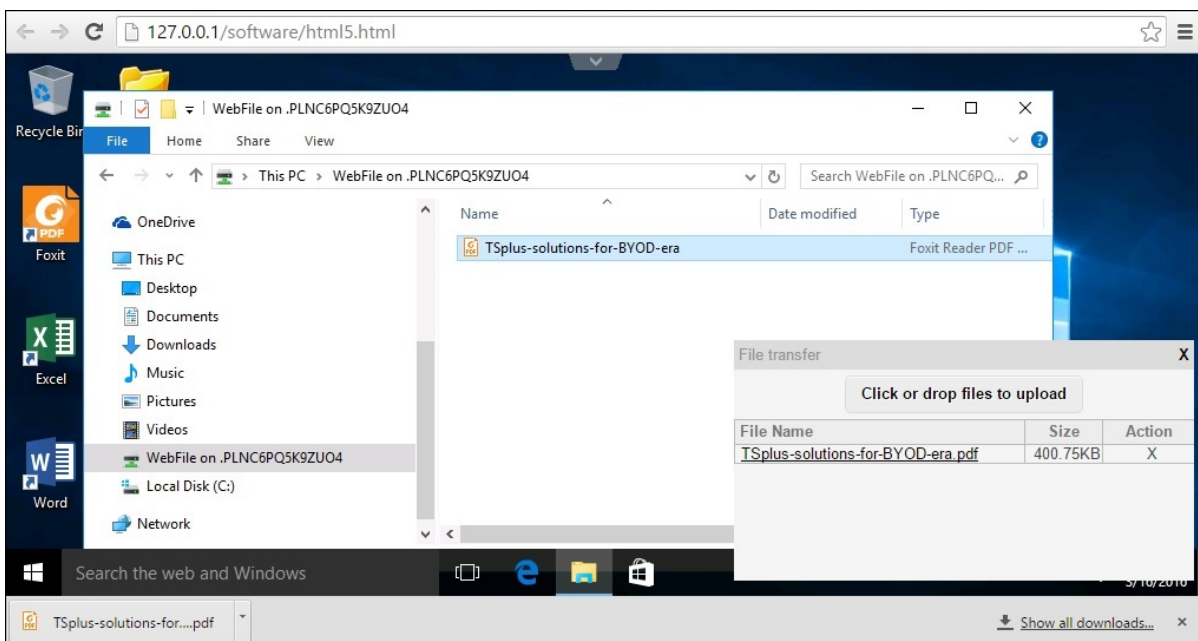 127.0.0.1/software/html5.html
WebFile on .PLNC6PQ5K9ZUO4
Recycle Bin
File Home Share View
This PC > WebFile on .PLNC6PQ5K9ZUO4
Search WebFile on .PLNC6PQ...
Name Date modified Type
OneDrive
TSplus-solutions-for-BYOD-era Foxit Reader PDF ...
PDF
Foxit
This PC
Desktop
Documents
Downloads
Music
Pictures
Videos
WebFile on .PLNC6PQ5K9ZUO4
Local Disk (C:)
Network
Excel
Word
File transfer X
Click or drop files to upload
File Name Size Action
TSplus-solutions-for-BYOD-era.pdf 400.75KB X
Search the web and Windows
3/16/2016
TSplus-solutions-for....pdf
Show all downloads...